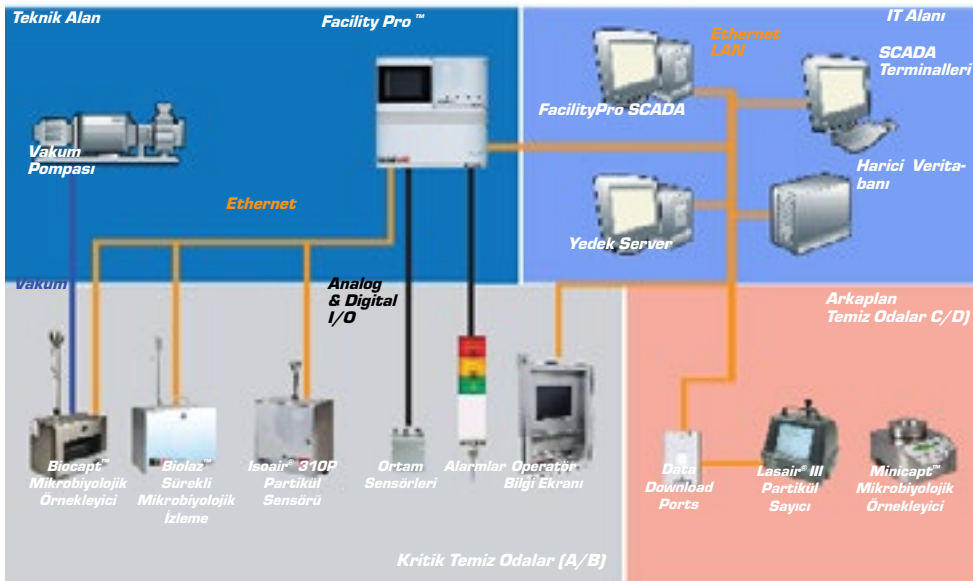 Teknik Alan
Facility Pro ™
IT Alanı
Ethernet
LAN
SCADA
Terminalleri
FacilityPro SCADA
Vakum
Pompası
Harici Verita-
banı
Ethernet
Yedek Server
Vakum
Analog
& Digital
I/O
Arkaplan
Temiz Odalar C/D)
Biocapt™
Mikrobiyolojik
Örnekleyici
Biolaz™
Sürekli
Mikrobiyolojik
İzleme
Isoair® 310P
Partikül
Sensörü
Ortam
Sensörleri
Alarmlar
Operatör
Bilgi Ekranı
Data
Download
Ports
Lasair® III
Partikül
Sayıcı
Minicapt™
Mikrobiyolojik
Örnekleyici
Kritik Temiz Odalar (A/B)